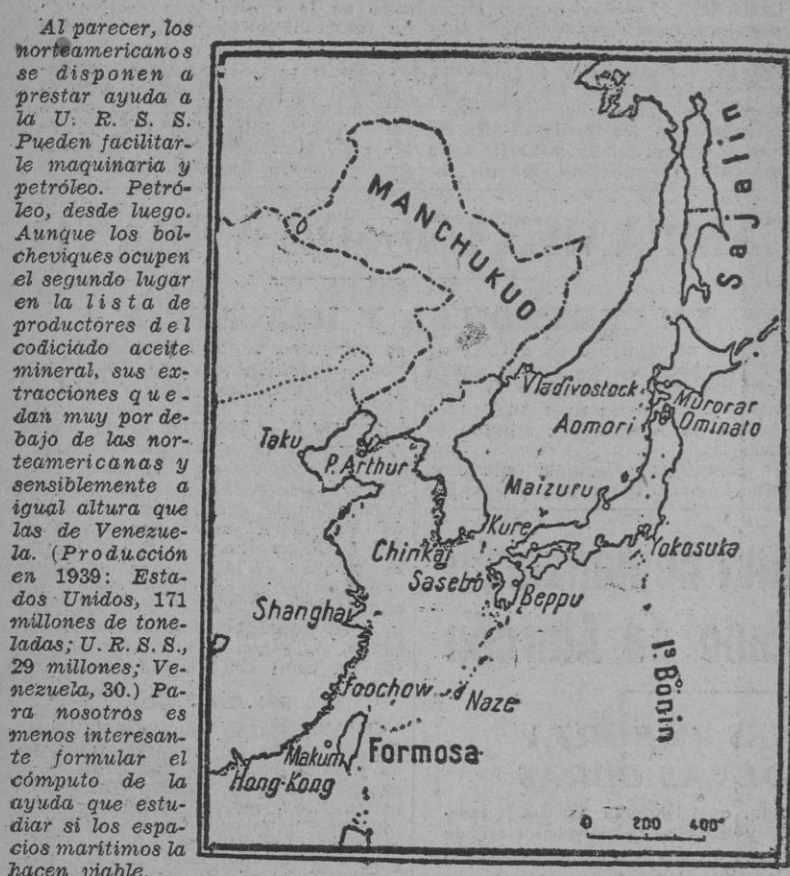 Al parecer, los
norteamericanos
se disponen a
prestar ayuda a
la U. R. S. S.
Pueden facilitar-
le maquinaria y
petróleo. Petró-
leo, desde luego.
Aunque los bol-
cheviques ocupen
el segundo lugar
en la lista de
productores del
codiciado aceite
mineral, sus ex-
tracciones que-
dan muy por de-
bajo de las nor-
teamericanas y
sensiblemente a
igual altura que
las de Venezue-
la. (Producción
en 1939: Esta-
dos Unidos, 171
millones de tone-
ladas; U. R. S. S.,
29 millones; Ve-
nezuela, 30.) Pa-
ra nosotros es
menos interesan-
te formular el
cómputo de la
ayuda que estu-
diar si los espa-
cios marítimos la
hacen viable.
Sajalin
MANCHUKUO
Vladivostock
Murorar
Aomori
Ominato
Taku
P. Arthur
Maizuru
Kure
Yokosuka
Chinkai
Sasebo
Beppu
Shanghai
Is. Bonin
Foochow
Naze
Makum
Formosa
Hong-Kong
0 200 400